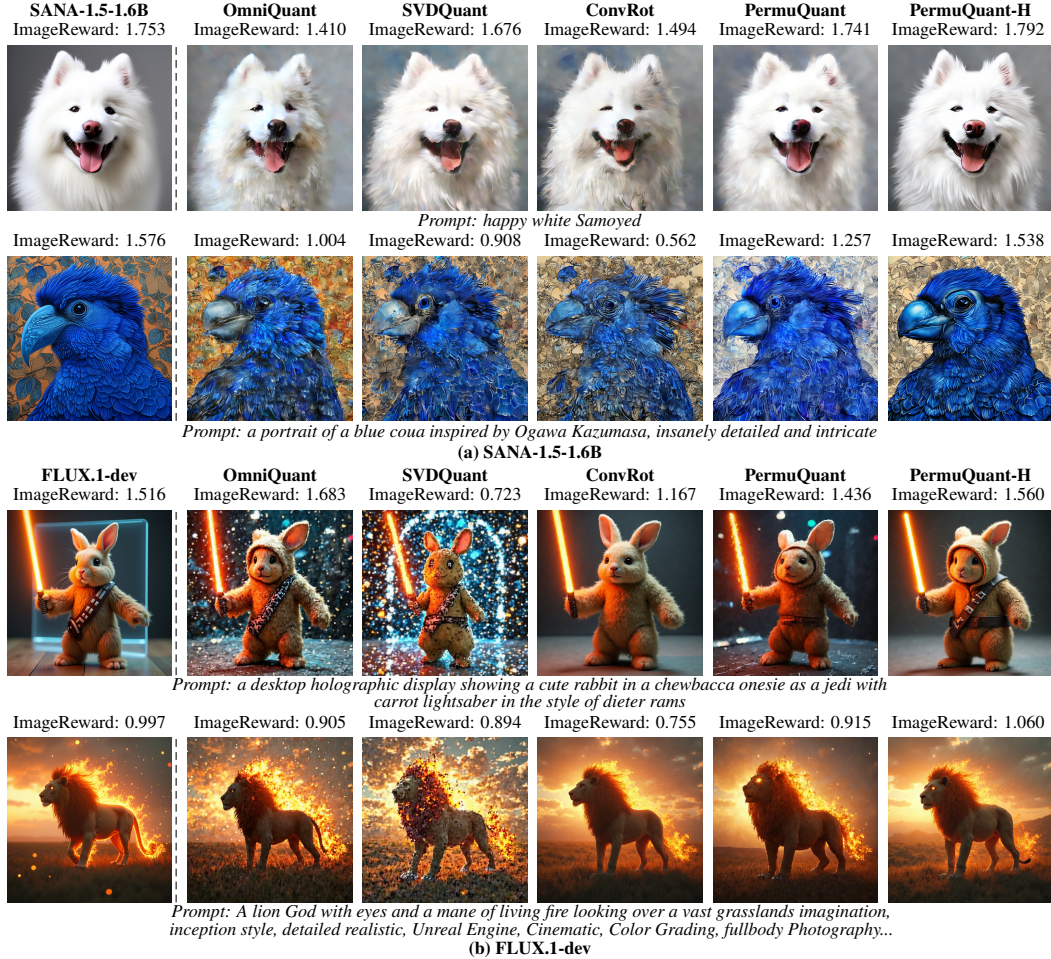 SANA-1.5-1.6B OmniQuant SVDQuant ConvRot PermuQuant PermuQuant-H
ImageReward: 1.753 ImageReward: 1.410 ImageReward: 1.676 ImageReward: 1.494 ImageReward: 1.741 ImageReward: 1.792
Prompt: happy white Samoyed
ImageReward: 1.576 ImageReward: 1.004 ImageReward: 0.908 ImageReward: 0.562 ImageReward: 1.257 ImageReward: 1.538
Prompt: a portrait of a blue coua inspired by Ogawa Kazumasa, insanely detailed and intricate
(a) SANA-1.5-1.6B
FLUX.1-dev OmniQuant SVDQuant ConvRot PermuQuant PermuQuant-H
ImageReward: 1.516 ImageReward: 1.683 ImageReward: 0.723 ImageReward: 1.167 ImageReward: 1.436 ImageReward: 1.560
Prompt: a desktop holographic display showing a cute rabbit in a chewbacca onesie as a jedi with
carrot lightsaber in the style of dieter rams
ImageReward: 0.997 ImageReward: 0.905 ImageReward: 0.894 ImageReward: 0.755 ImageReward: 0.915 ImageReward: 1.060
Prompt: A lion God with eyes and a mane of living fire looking over a vast grasslands imagination,
inception style, detailed realistic, Unreal Engine, Cinematic, Color Grading, fullbody Photography...
(b) FLUX.1-dev